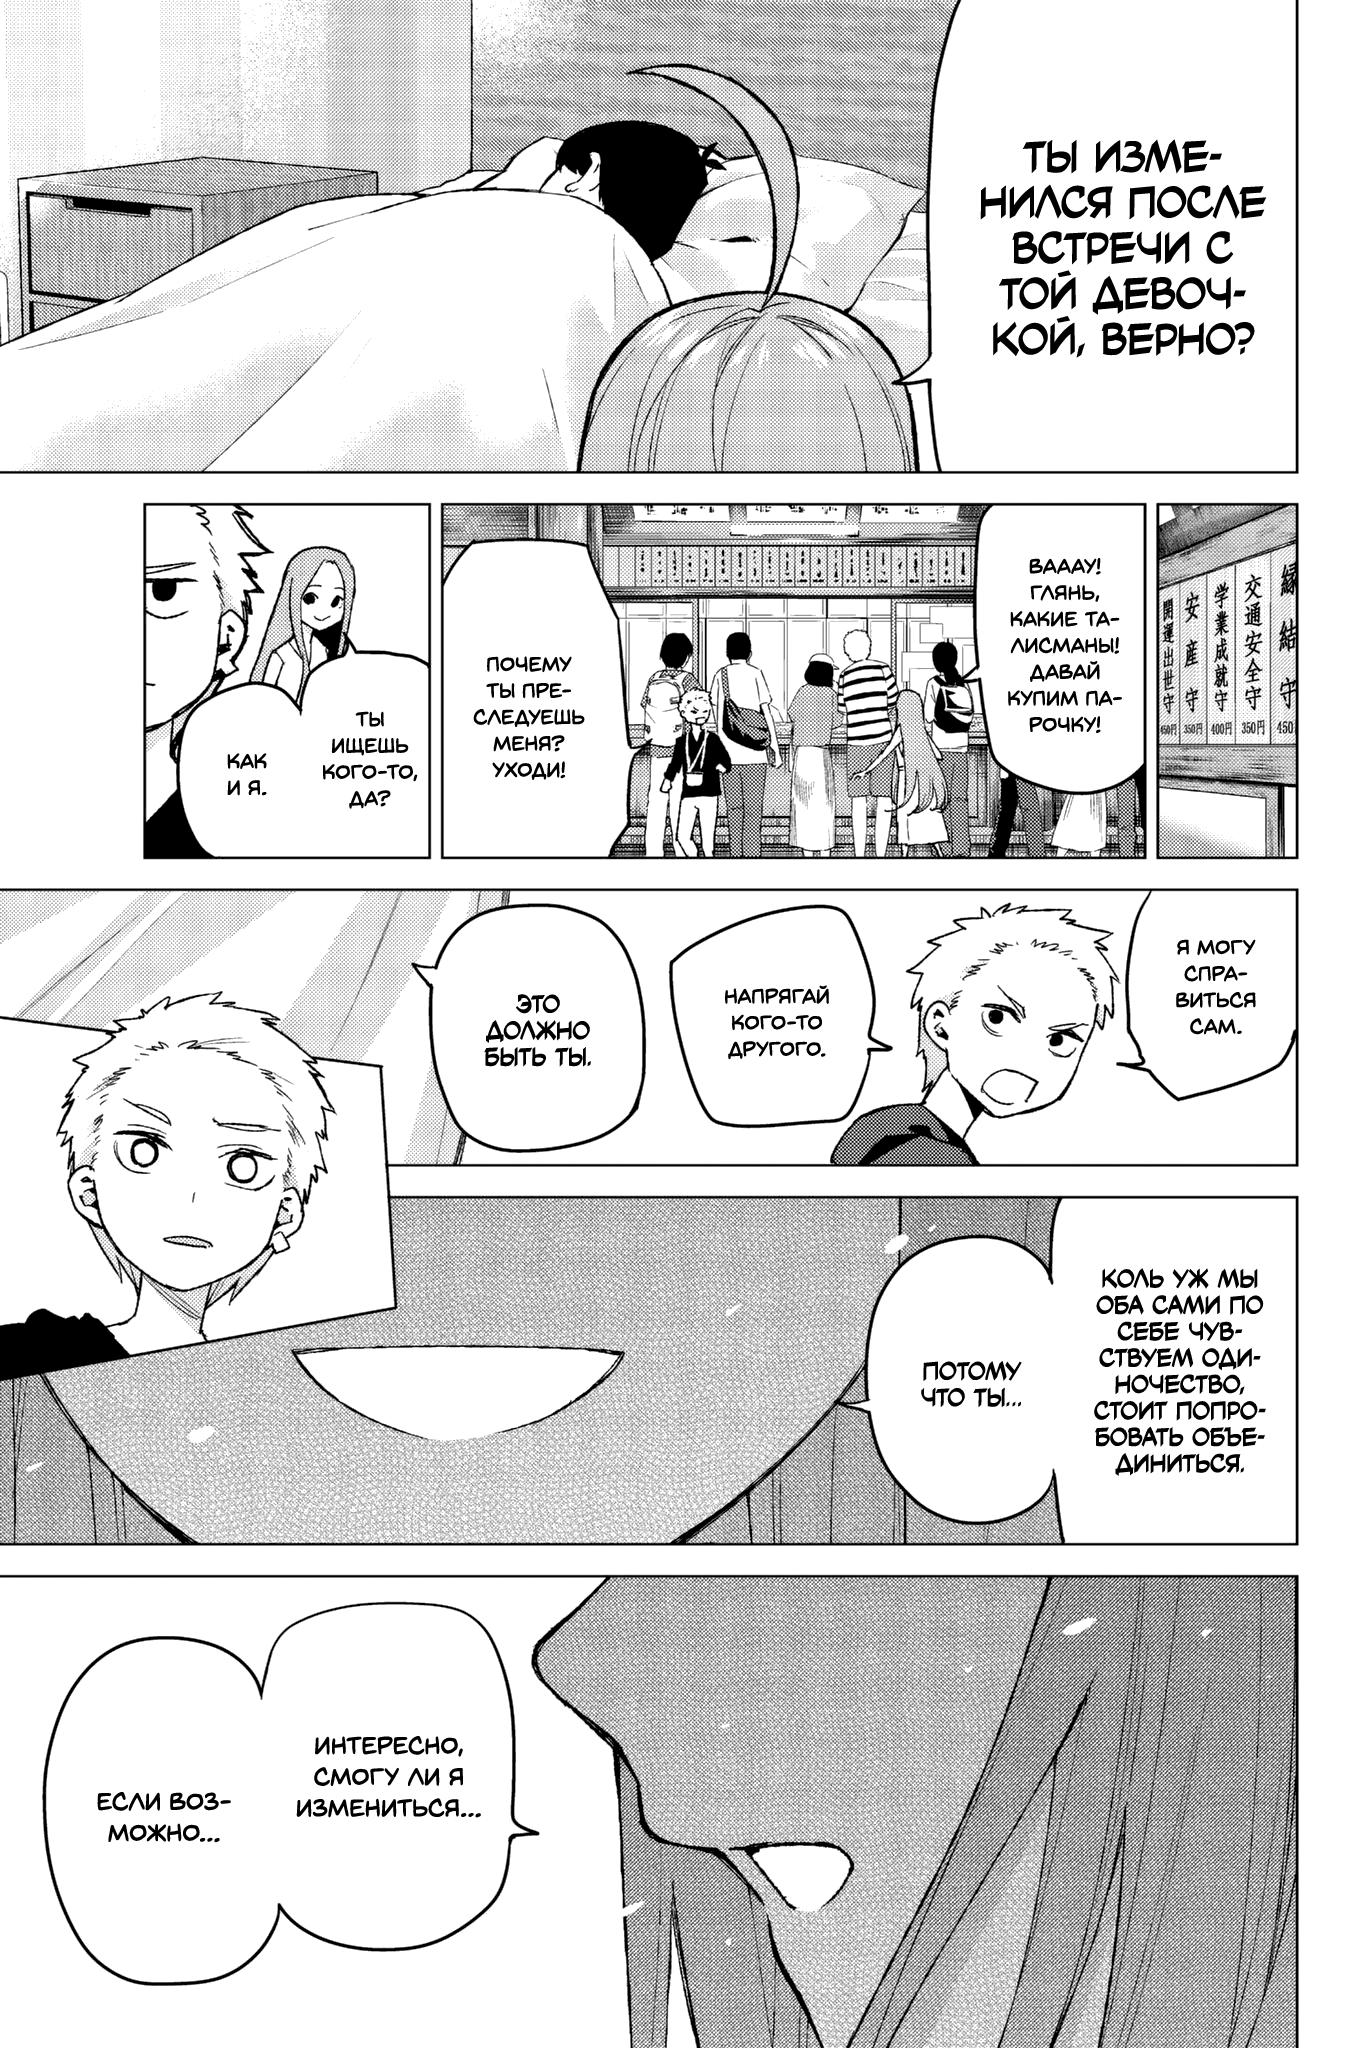 ТЫ ИЗМЕ-
НИЛСЯ ПОСЛЕ
ВСТРЕЧИ С
ТОЙ ДЕВОЧ-
КОЙ, ВЕРНО?
縁結守
450
交通安全守
350円
学業成就守
400円
安産守
350円
開運出世守
450円
ВАААУ!
ГЛЯНЬ,
КАКИЕ ТА-
ЛИСМАНЫ!
ДАВАЙ
КУПИМ ПА-
РОЧКУ!
ПОЧЕМУ
ТЫ ПРЕ-
СЛЕДУЕШЬ
МЕНЯ?
УХОДИ!
ТЫ
ИЩЕШЬ
КОГО-ТО,
ДА?
КАК
И Я.
Я МОГУ
СПРА-
ВИТЬСЯ
САМ.
НАПРЯГАЙ
КОГО-ТО
ДРУГОГО.
ЭТО
ДОЛЖНО
БЫТЬ ТЫ.
КОЛЬ УЖ МЫ
ОБА САМИ ПО
СЕБЕ ЧУВ-
СТВУЕМ ОДИ-
НОЧЕСТВО,
СТОИТ ПОПРО-
БОВАТЬ ОБЪЕ-
ДИНИТЬСЯ.
ПОТОМУ
ЧТО ТЫ...
ИНТЕРЕСНО,
СМОГУ ЛИ Я
ИЗМЕНИТЬСЯ...
ЕСЛИ ВОЗ-
МОЖНО...